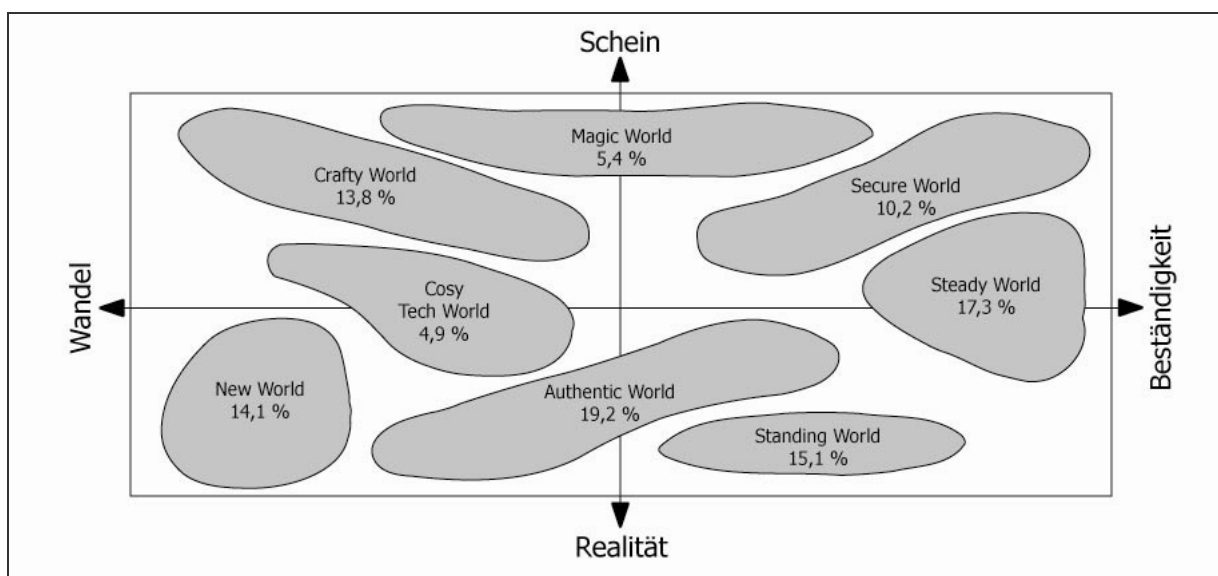 Schein
Magic World
5,4 %
Crafty World
13,8 %
Secure World
10,2 %
Wandel
Cosy
Tech World
4,9 %
Steady World
17,3 %
Beständigkeit
New World
14,1 %
Authentic World
19,2 %
Standing World
15,1 %
Realität